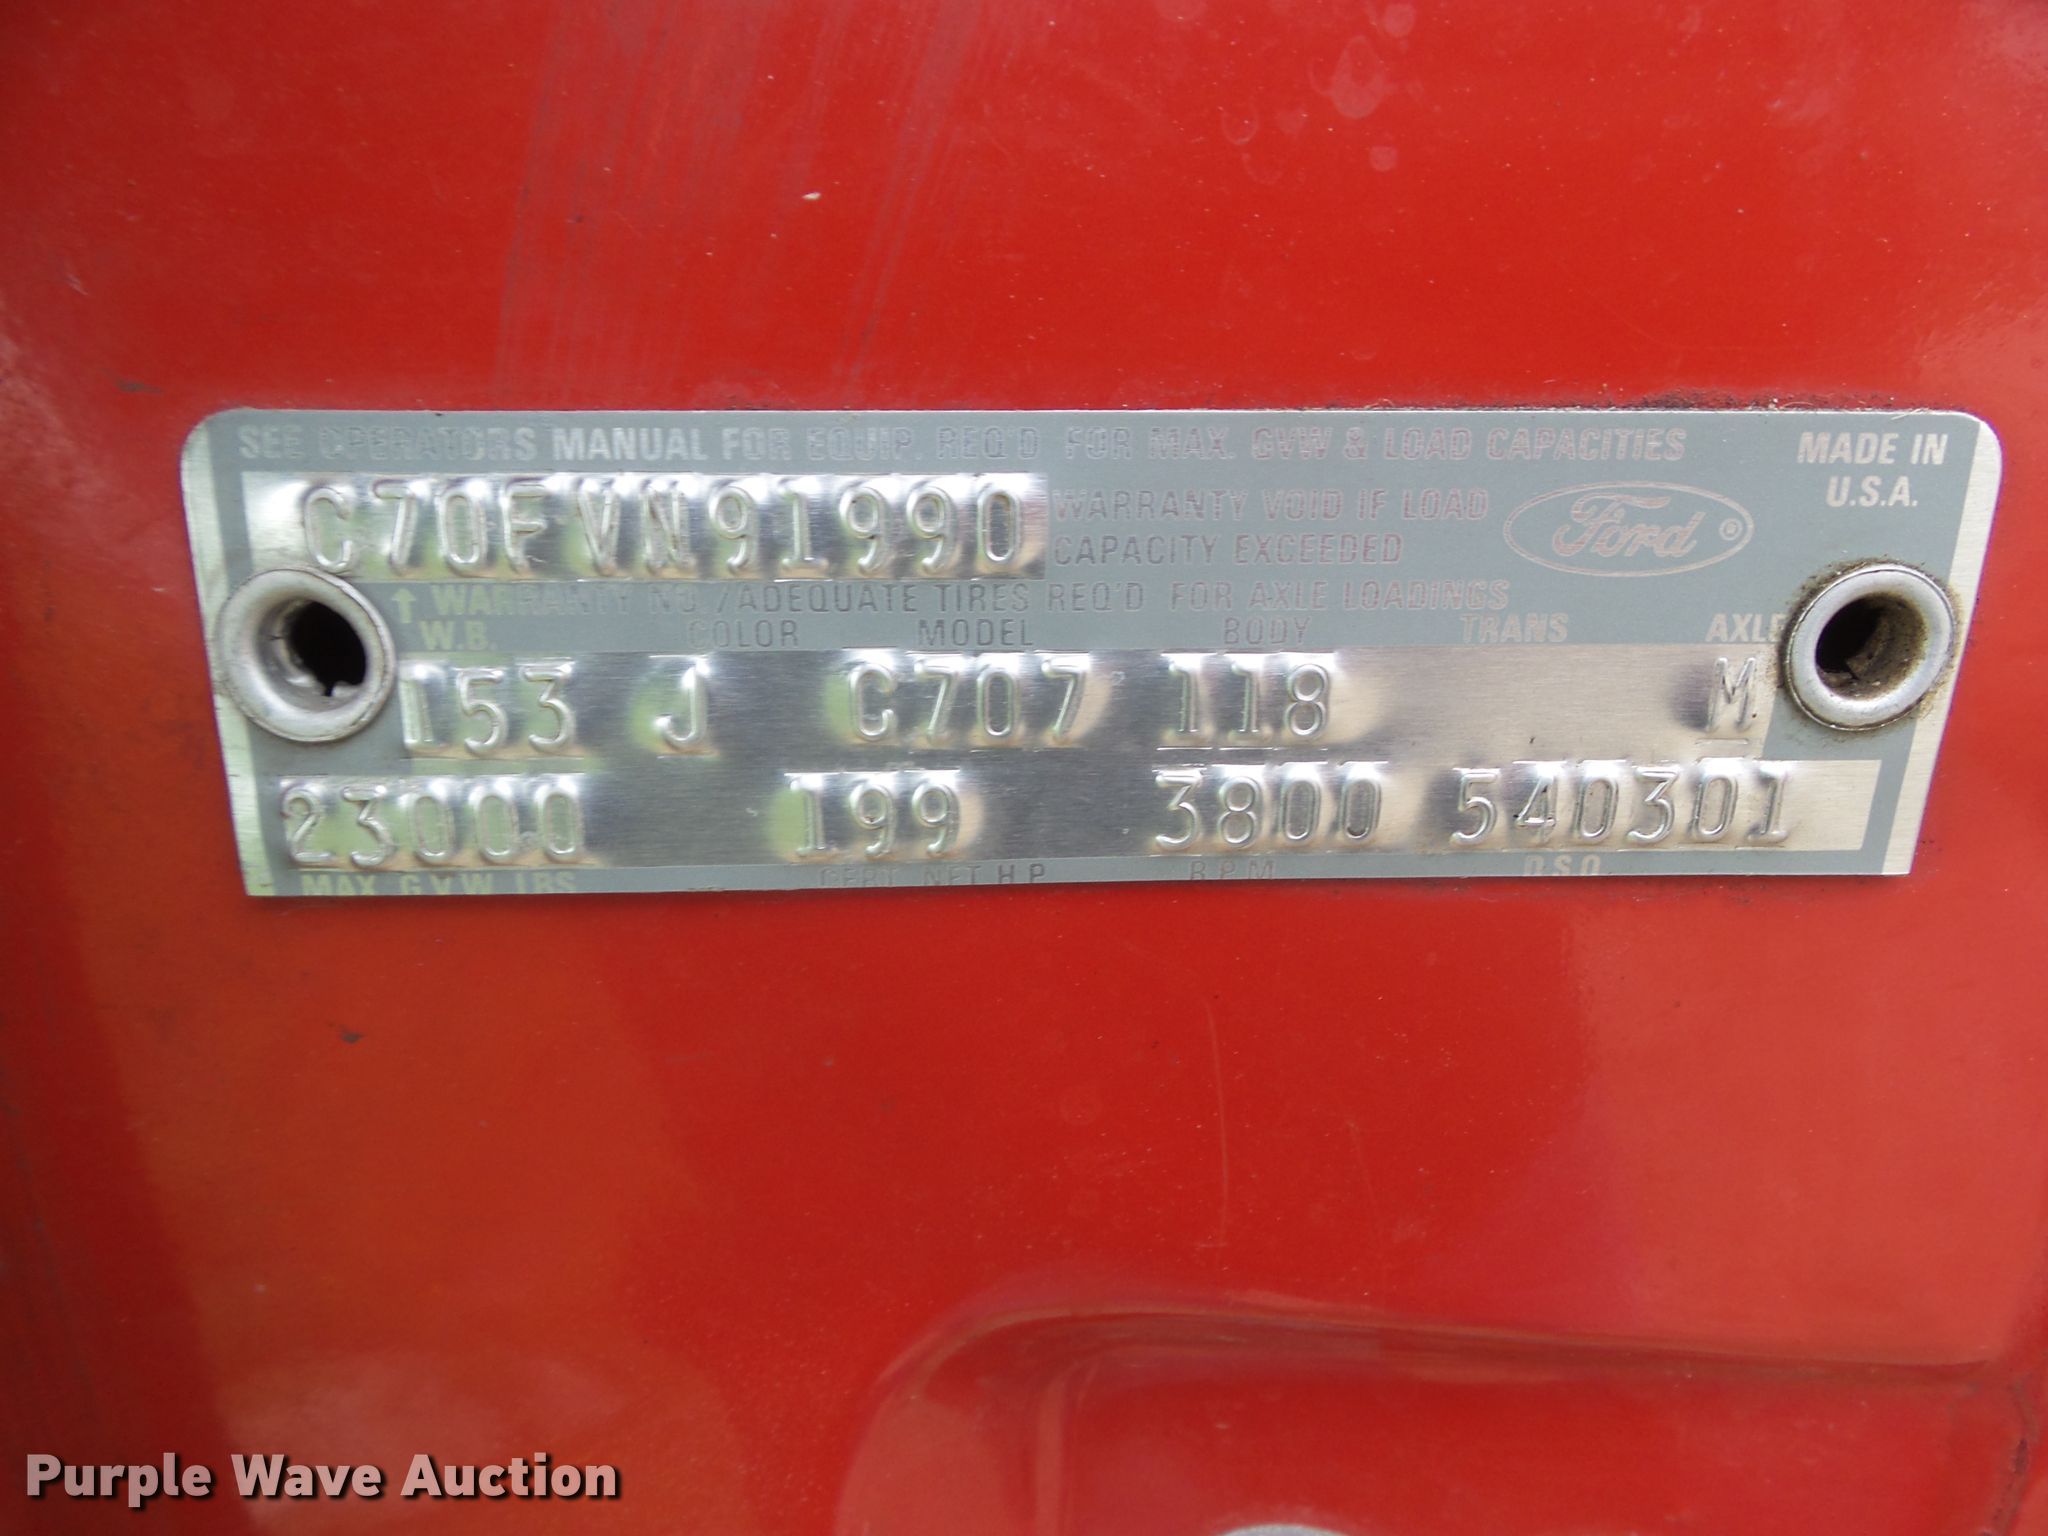 SEE OPERATORS MANUAL FOR EQUIP. REQ'D FOR MAX. GVW & LOAD CAPACITIES
MADE IN
U.S.A.
C70FVN91990
WARRANTY VOID IF LOAD
CAPACITY EXCEEDED
Ford ®
↑ WARRANTY NO./ADEQUATE TIRES REQ'D FOR AXLE LOADINGS
W.B. COLOR MODEL BODY TRANS AXLE
153 J C707 118 M
23000 199 3800 540301
MAX. G.V.W. LBS. CERT. NET H.P. R.P.M. D.S.O.
Purple Wave Auction